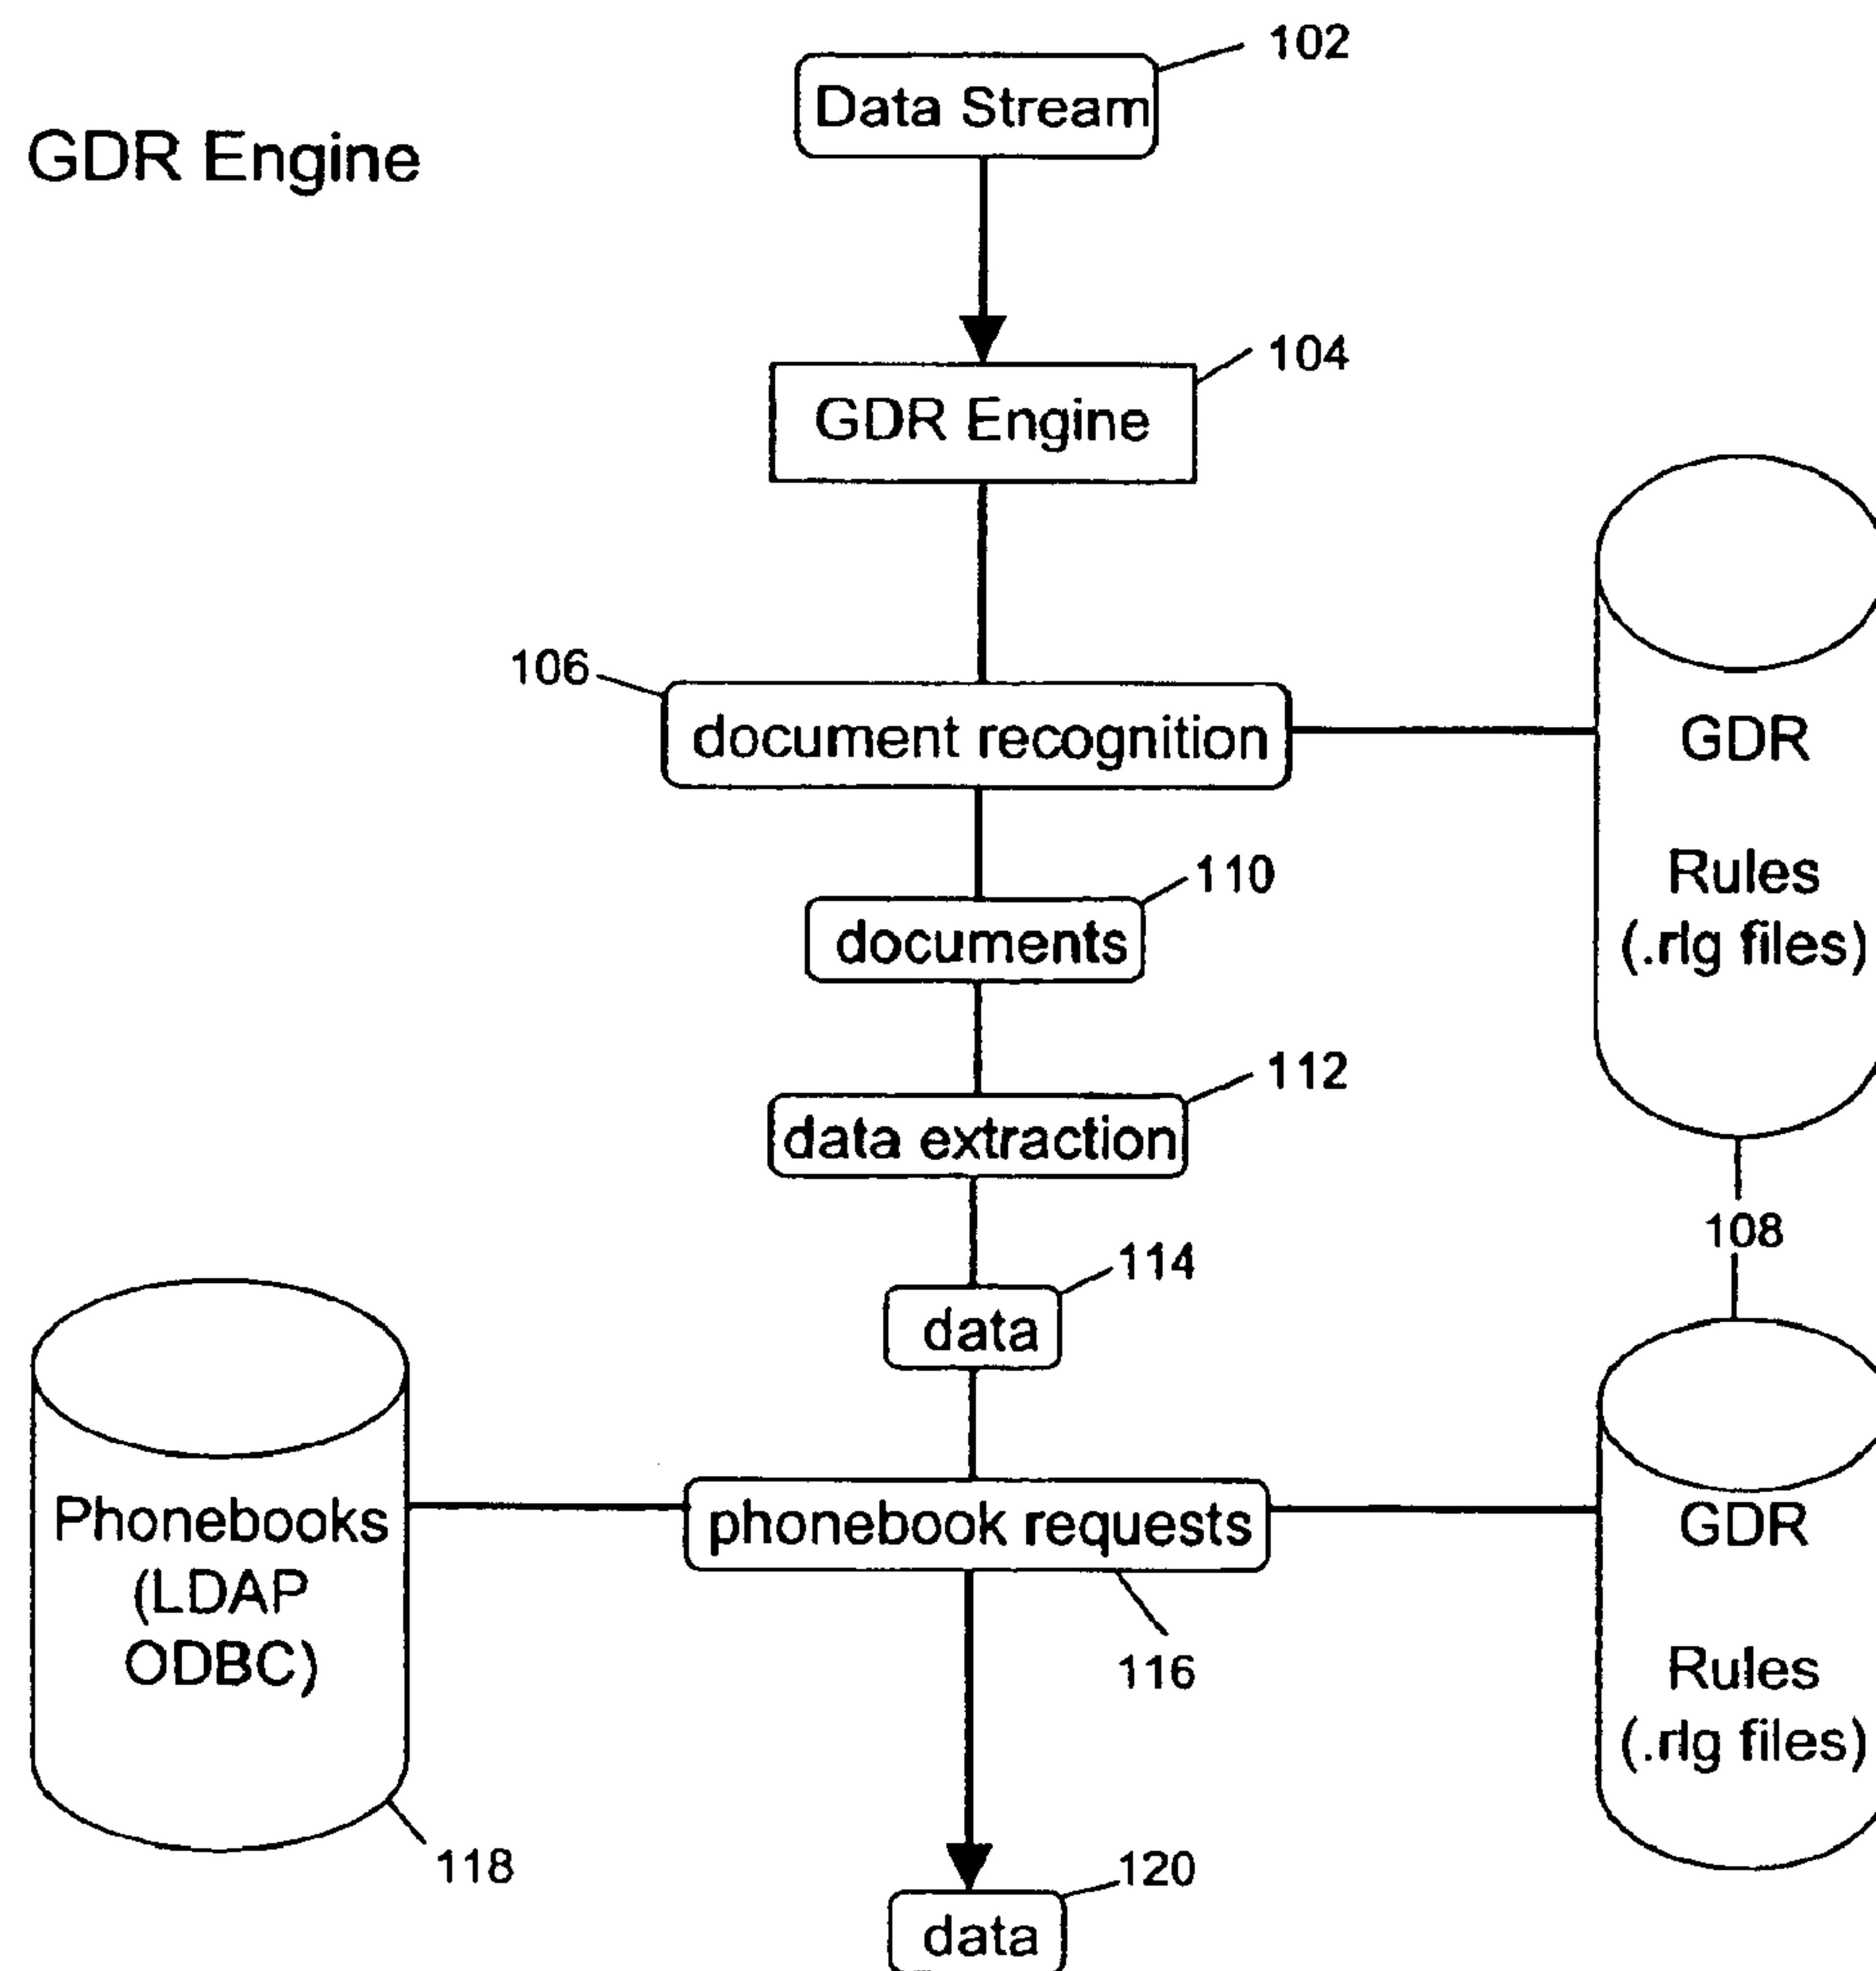 102
Data Stream
GDR Engine
104
GDR Engine
106
document recognition
GDR
Rules
(.rlg files)
110
documents
112
data extraction
108
114
data
Phonebooks
(LDAP
ODBC)
phonebook requests
GDR
Rules
(.rlg files)
116
118
120
data